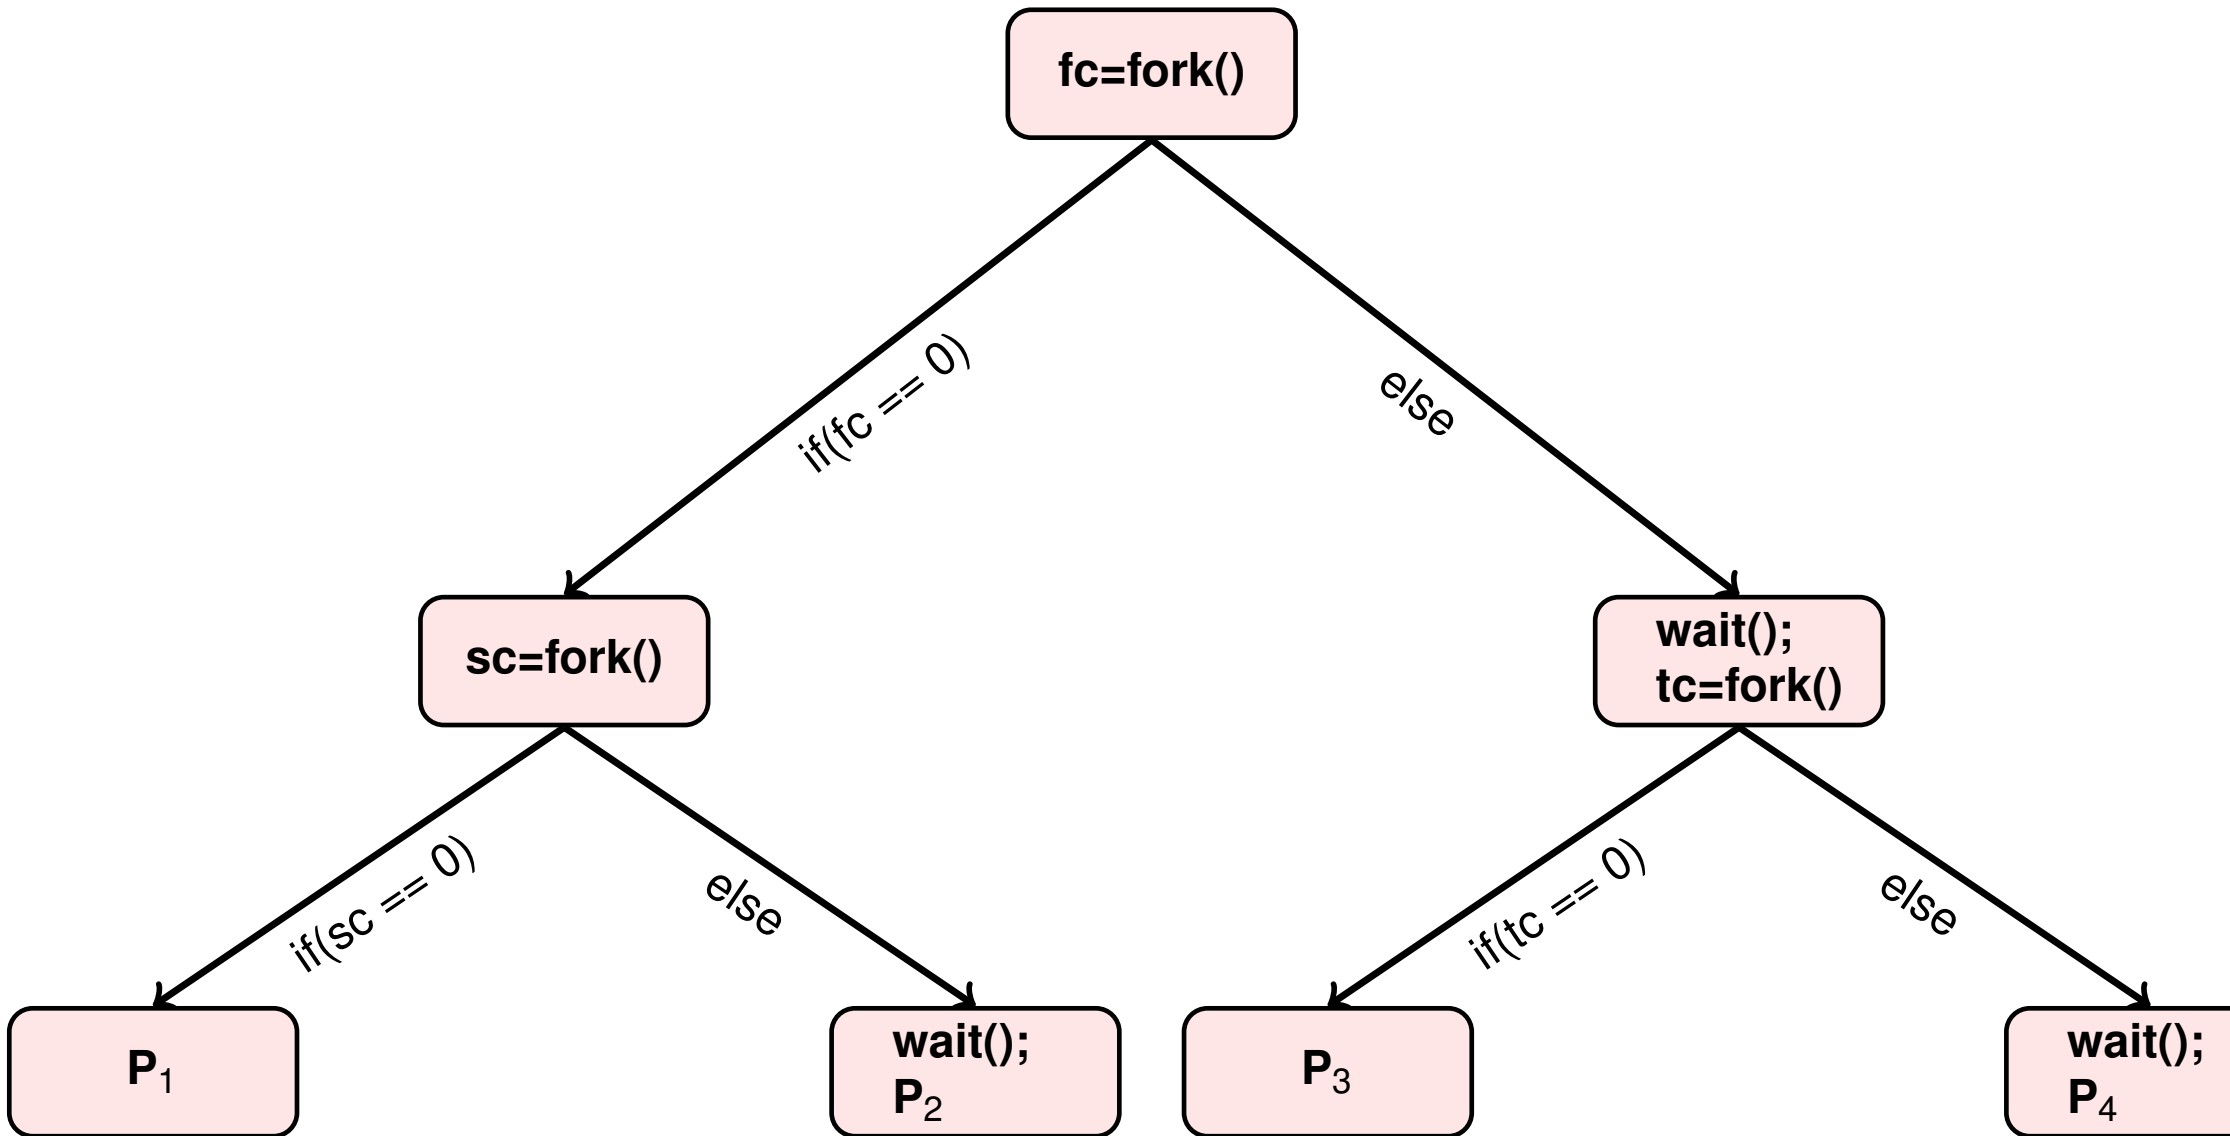 fc=fork()
if(fc == 0)
else
sc=fork()
wait();
tc=fork()
if(sc == 0)
else
if(tc == 0)
else
P1
wait();
P2
P3
wait();
P4